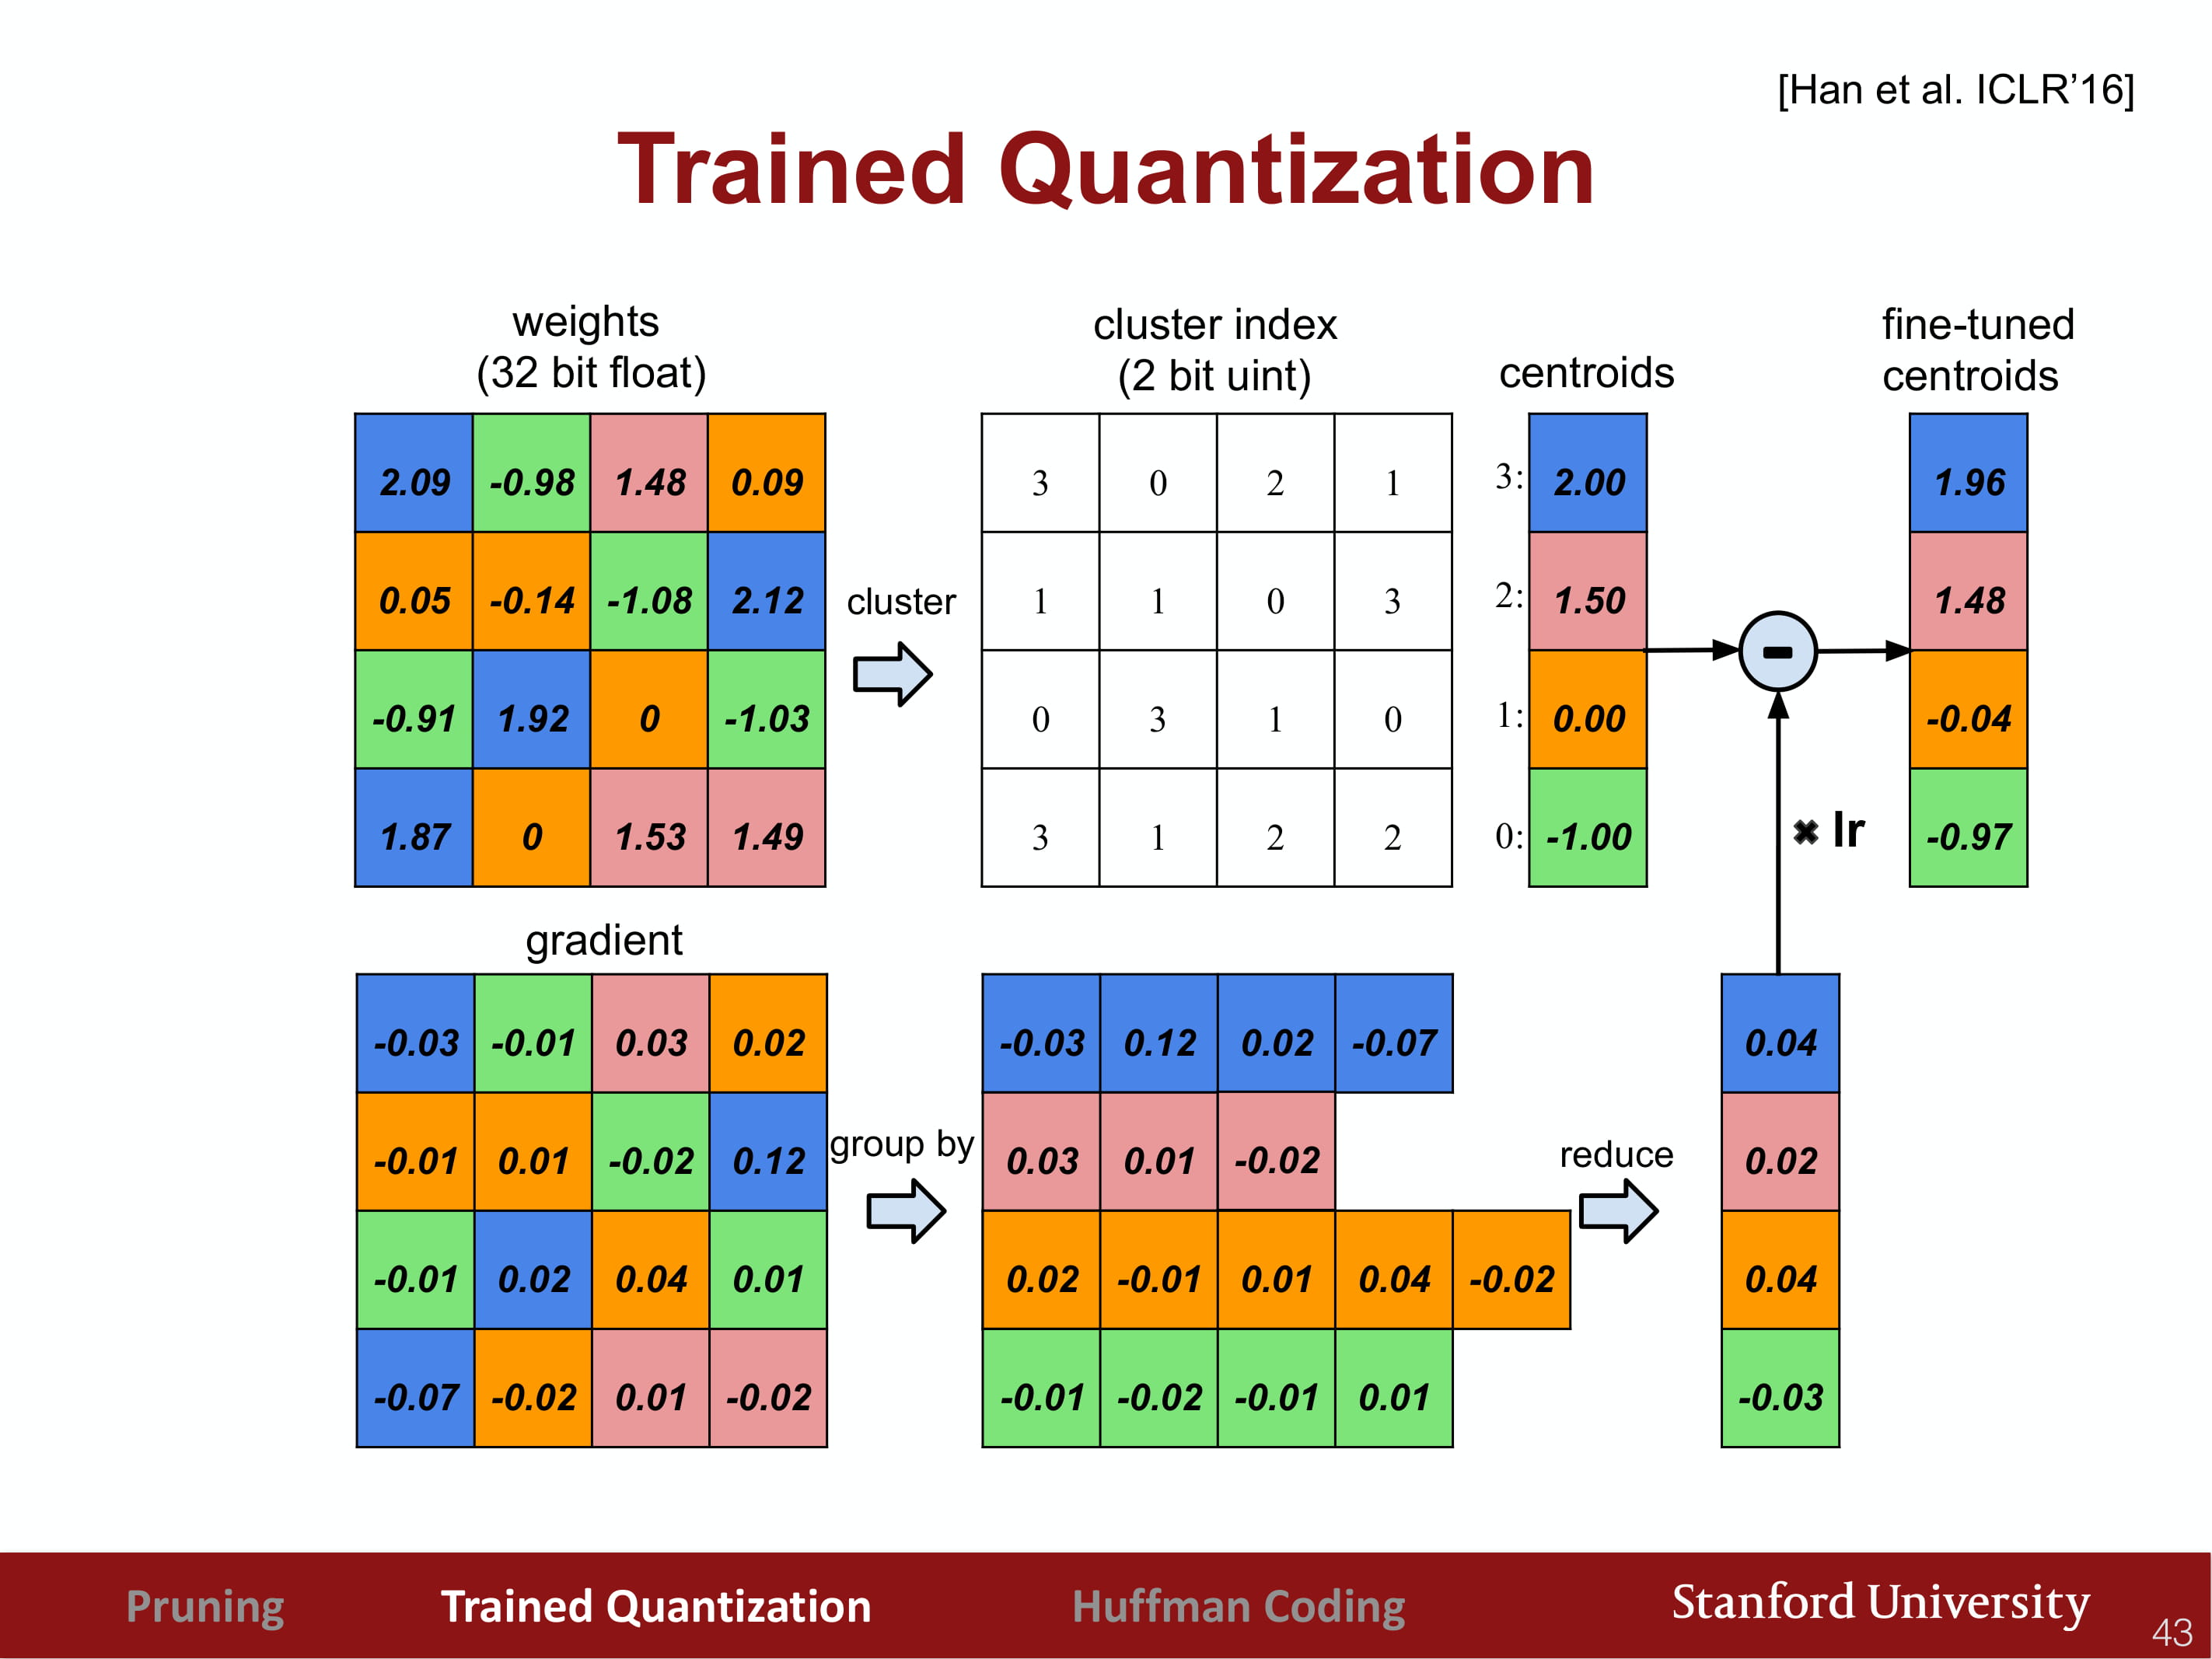 [Han et al. ICLR’16]
Trained Quantization
weights
(32 bit float)
cluster index
(2 bit uint)
centroids
fine-tuned
centroids
2.09 -0.98 1.48 0.09
0.05 -0.14 -1.08 2.12
-0.91 1.92 0 -1.03
1.87 0 1.53 1.49
cluster
3 0 2 1
1 1 0 3
0 3 1 0
3 1 2 2
3: 2.00
2: 1.50
1: 0.00
0: -1.00
-
✖ lr
1.96
1.48
-0.04
-0.97
gradient
-0.03 -0.01 0.03 0.02
-0.01 0.01 -0.02 0.12
-0.01 0.02 0.04 0.01
-0.07 -0.02 0.01 -0.02
group by
-0.03 0.12 0.02 -0.07
0.03 0.01 -0.02
0.02 -0.01 0.01 0.04 -0.02
-0.01 -0.02 -0.01 0.01
reduce
0.04
0.02
0.04
-0.03
Pruning Trained Quantization Huffman Coding Stanford University
43